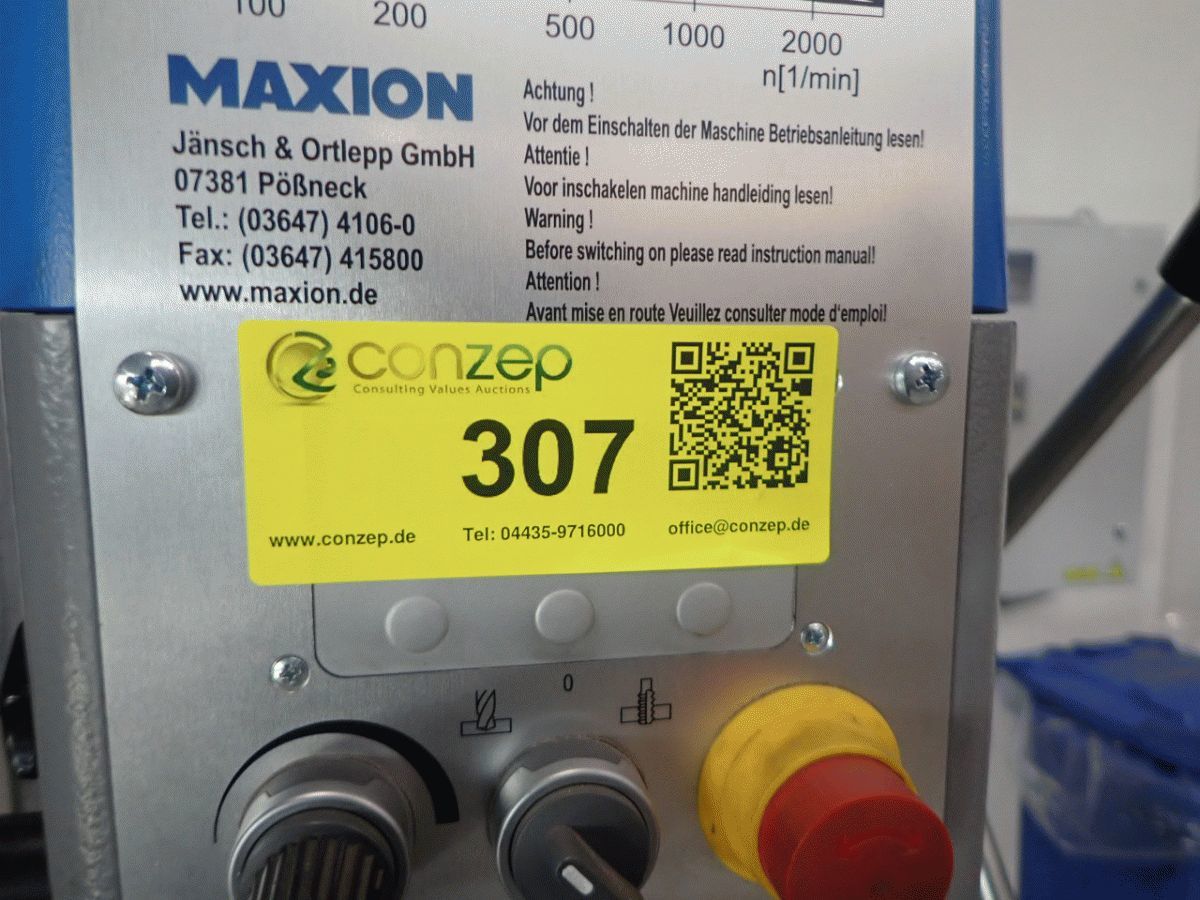 100 200 500 1000 2000
n[1/min]
MAXION
Jänsch & Ortlepp GmbH
07381 Pößneck
Tel.: (03647) 4106-0
Fax: (03647) 415800
www.maxion.de
Achtung !
Vor dem Einschalten der Maschine Betriebsanleitung lesen!
Attentie !
Voor inschakelen machine handleiding lesen!
Warning !
Before switching on please read instruction manual!
Attention !
Avant mise en route Veuillez consulter mode d'emploi!
conzep
Consulting Values Auctions
307
www.conzep.de
Tel: 04435-9716000
office@conzep.de
0